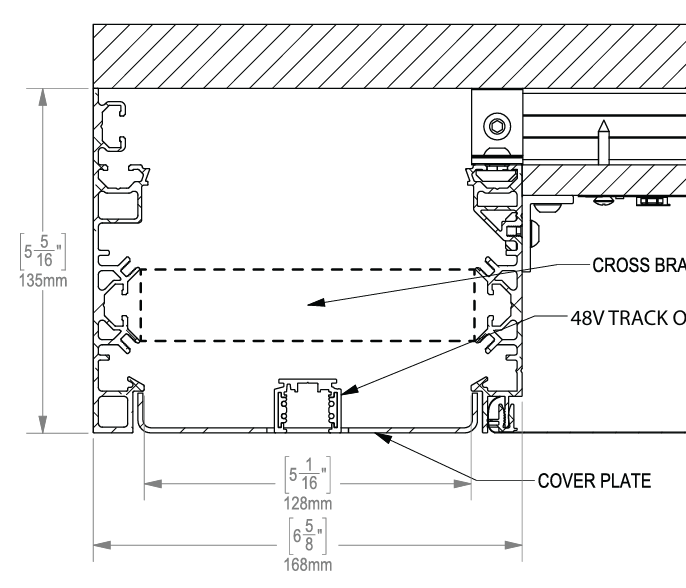 [5 5/16"]
135mm
CROSS BRA
48V TRACK O
[5 1/16"]
128mm
COVER PLATE
[6 5/8"]
168mm